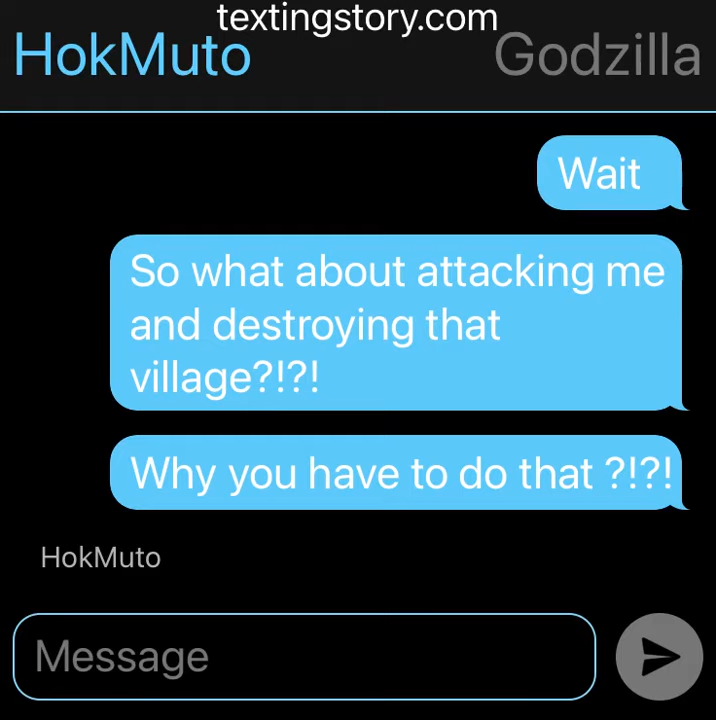 textingstory.com
HokMuto Godzilla
Wait
So what about attacking me
and destroying that
village?!?!
Why you have to do that ?!?!
HokMuto
Message